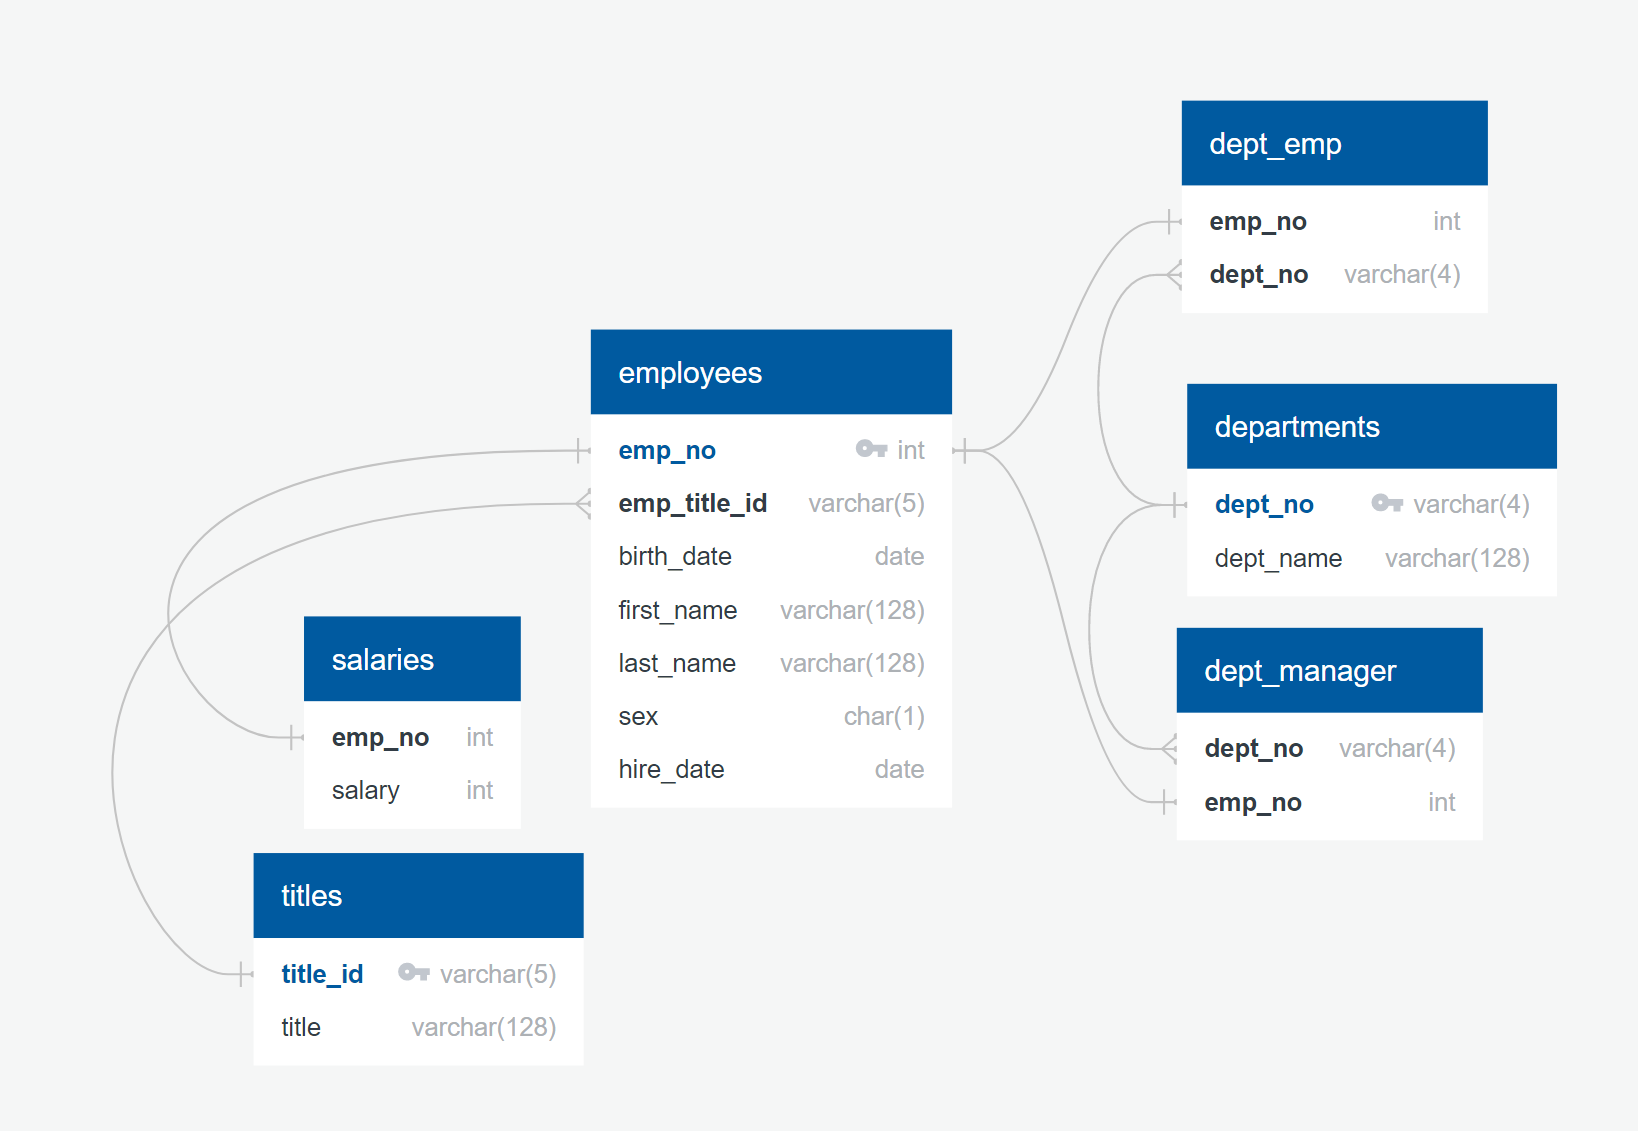 dept_emp
emp_no int
dept_no varchar(4)
employees
emp_no int
emp_title_id varchar(5)
birth_date date
first_name varchar(128)
last_name varchar(128)
sex char(1)
hire_date date
departments
dept_no varchar(4)
dept_name varchar(128)
salaries
emp_no int
salary int
dept_manager
dept_no varchar(4)
emp_no int
titles
title_id varchar(5)
title varchar(128)